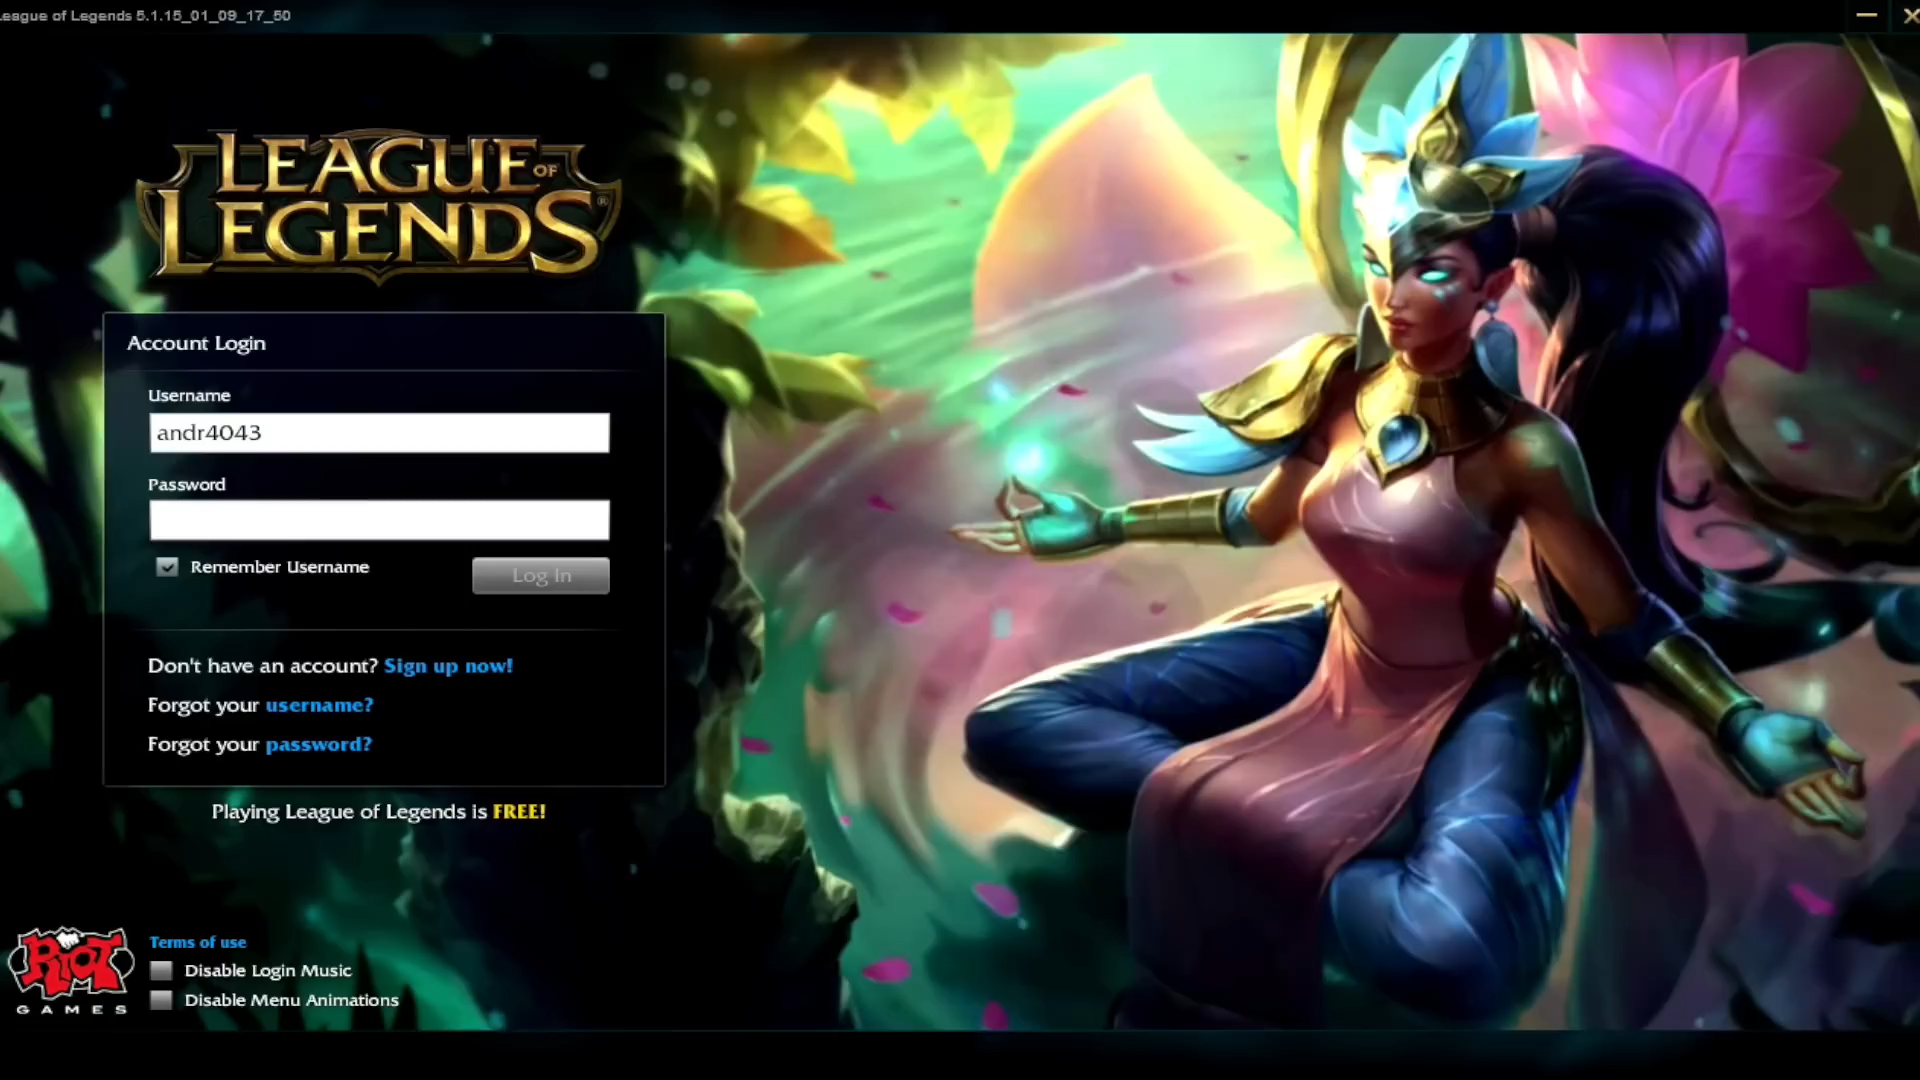 League of Legends 5.1.15_01_09_17_50
LEAGUE OF
LEGENDS®
Account Login
Username
andr4043
Password
Remember Username
Log In
Don't have an account? Sign up now!
Forgot your username?
Forgot your password?
Playing League of Legends is FREE!
RIOT
GAMES
Terms of use
Disable Login Music
Disable Menu Animations